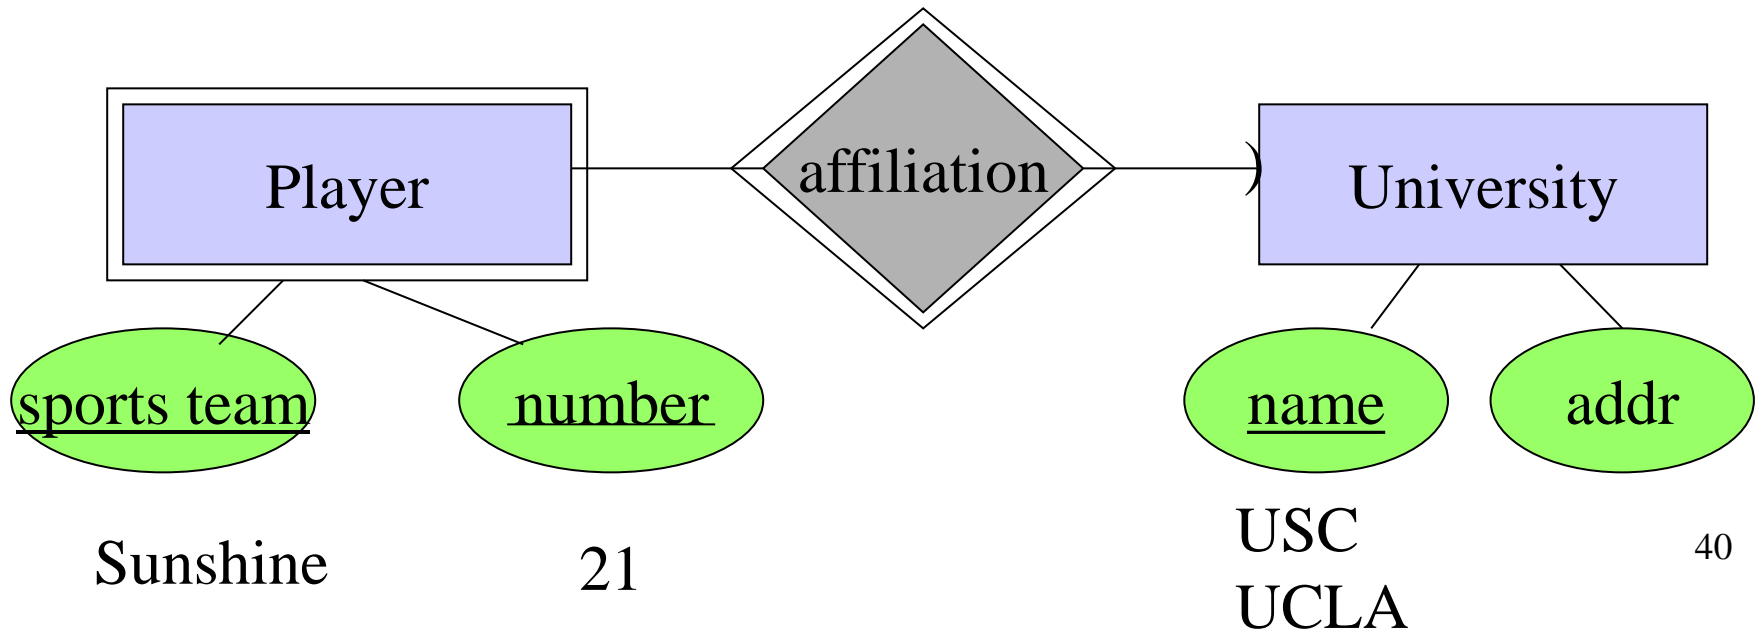 affiliation
Player
University
sports team
number
name
addr
Sunshine
21
USC
UCLA
40